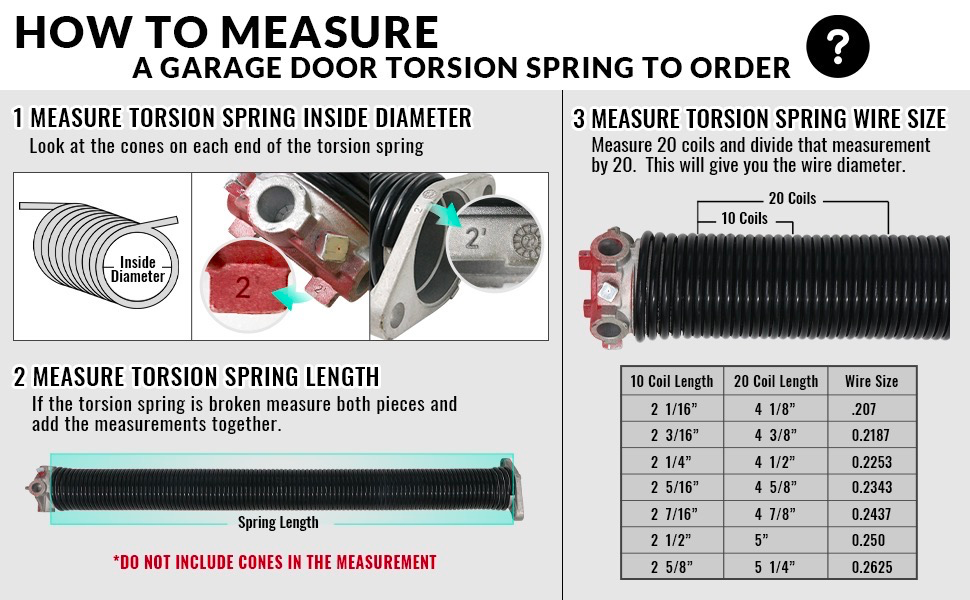 HOW TO MEASURE
A GARAGE DOOR TORSION SPRING TO ORDER
?
1 MEASURE TORSION SPRING INSIDE DIAMETER
Look at the cones on each end of the torsion spring
Inside
Diameter
2
2'
2'
2 MEASURE TORSION SPRING LENGTH
If the torsion spring is broken measure both pieces and
add the measurements together.
Spring Length
*DO NOT INCLUDE CONES IN THE MEASUREMENT
3 MEASURE TORSION SPRING WIRE SIZE
Measure 20 coils and divide that measurement
by 20. This will give you the wire diameter.
20 Coils
10 Coils
10 Coil Length 20 Coil Length Wire Size
2 1/16” 4 1/8” .207
2 3/16” 4 3/8” 0.2187
2 1/4” 4 1/2” 0.2253
2 5/16” 4 5/8” 0.2343
2 7/16” 4 7/8” 0.2437
2 1/2” 5” 0.250
2 5/8” 5 1/4” 0.2625